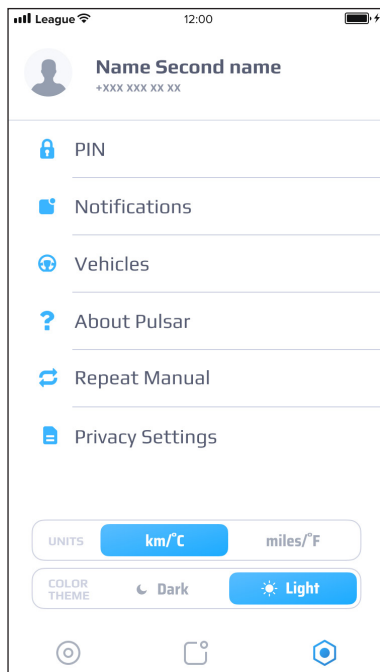 League 12:00
Name Second name
+xxx xxx xx xx
PIN
Notifications
Vehicles
About Pulsar
Repeat Manual
Privacy Settings
UNITS km/°C miles/°F
COLOR
THEME Dark Light